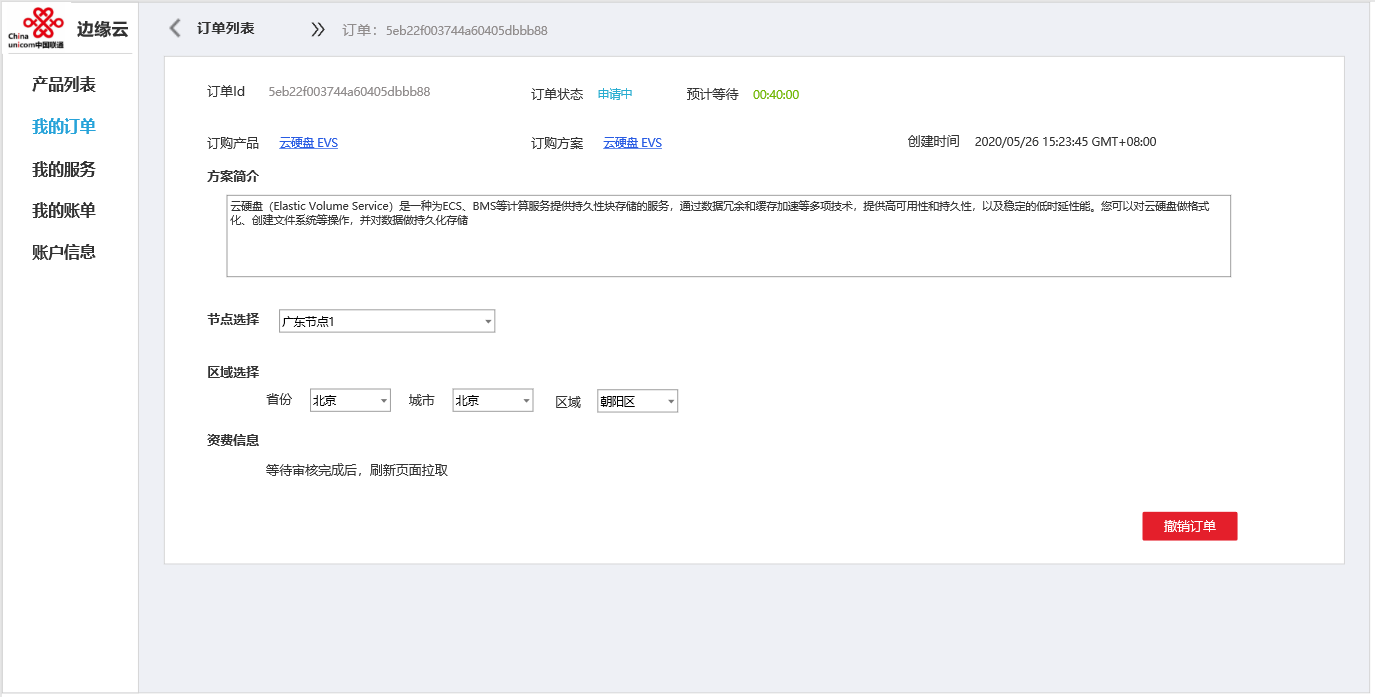 China
unicom中国联通
边缘云
产品列表
我的订单
我的服务
我的账单
账户信息
订单列表
订单：5eb22f003744a60405dbbb88
订单Id 5eb22f003744a60405dbbb88
订单状态 申请中 预计等待 00:40:00
订购产品 云硬盘 EVS 订购方案 云硬盘 EVS 创建时间 2020/05/26 15:23:45 GMT+08:00
方案简介
云硬盘（Elastic Volume Service）是一种为ECS、BMS等计算服务提供持久性块存储的服务，通过数据冗余和缓存加速等多项技术，提供高可用性和持久性，以及稳定的低时延性能。您可以对云硬盘做格式
化、创建文件系统等操作，并对数据做持久化存储
节点选择 广东节点1
区域选择
省份 北京 城市 北京 区域 朝阳区
资费信息
等待审核完成后，刷新页面拉取
撤销订单